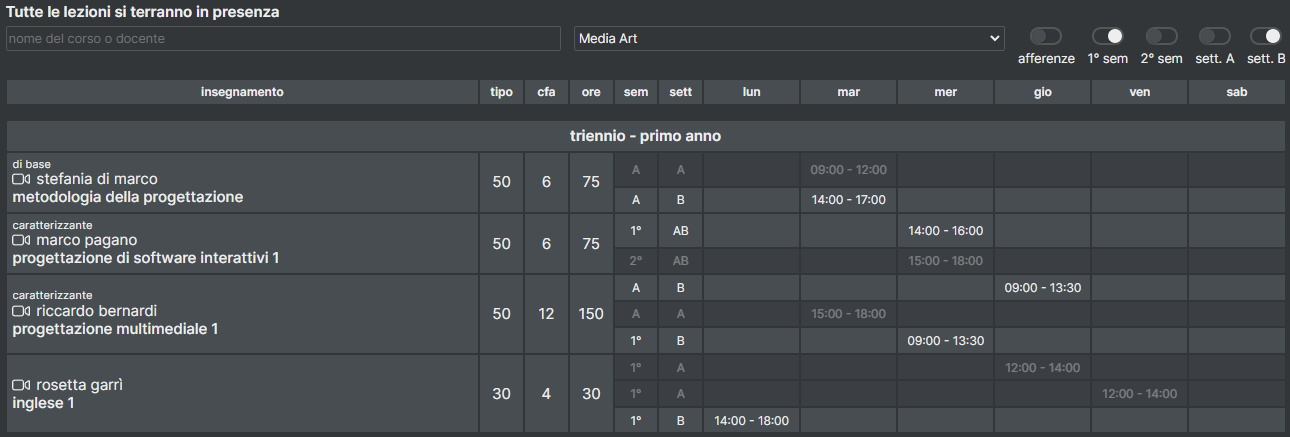 Tutte le lezioni si terranno in presenza
nome del corso o docente
Media Art
afferenze 1° sem 2° sem sett. A sett. B
insegnamento tipo cfa ore sem sett lun mar mer gio ven sab
triennio - primo anno
di base
stefania di marco
metodologia della progettazione
50 6 75
A A 09:00 - 12:00
A B 14:00 - 17:00
caratterizzante
marco pagano
progettazione di software interattivi 1
50 6 75
1° AB 14:00 - 16:00
2° AB 15:00 - 18:00
caratterizzante
riccardo bernardi
progettazione multimediale 1
50 12 150
A B 09:00 - 13:30
A A 15:00 - 18:00
1° B 09:00 - 13:30
rosetta garrì
inglese 1
30 4 30
1° A 12:00 - 14:00
1° A 12:00 - 14:00
1° B 14:00 - 18:00